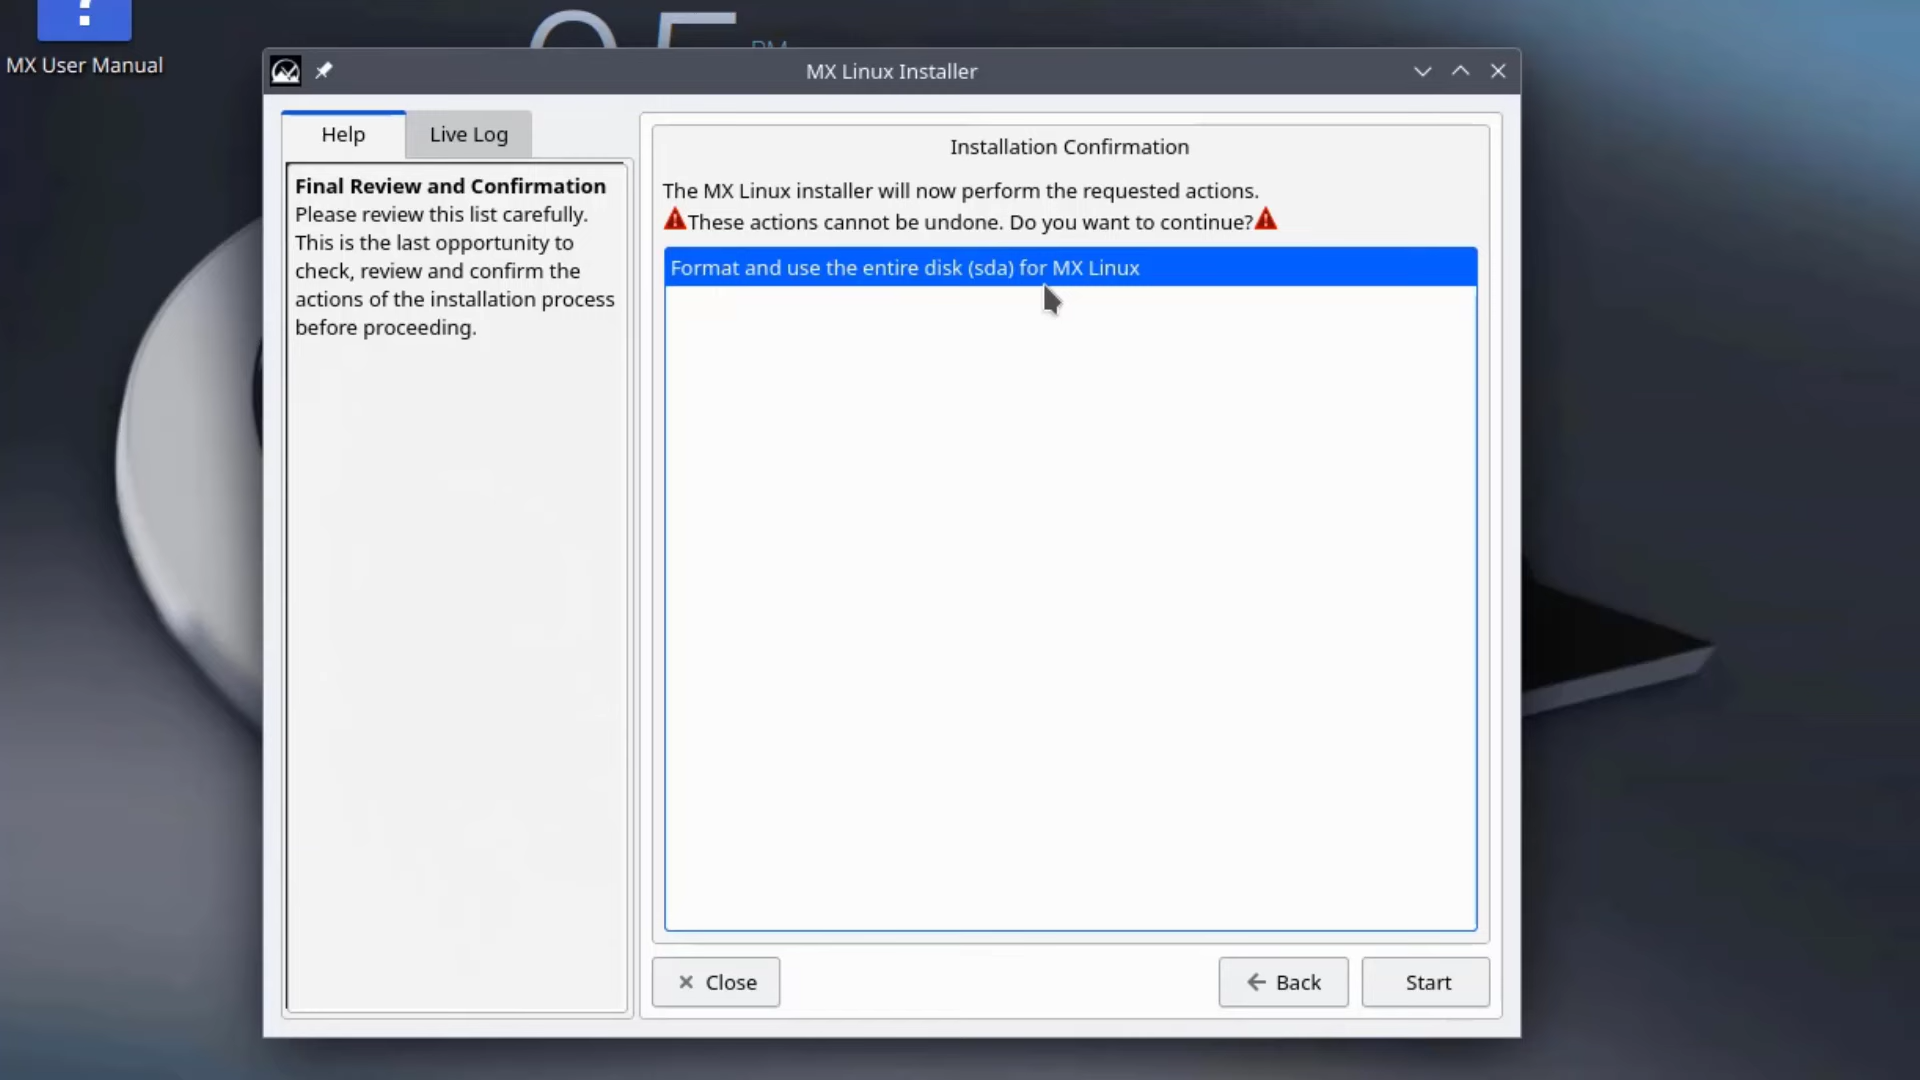 MX User Manual
MX Linux Installer
Help
Live Log
Final Review and Confirmation
Please review this list carefully.
This is the last opportunity to
check, review and confirm the
actions of the installation process
before proceeding.
Installation Confirmation
The MX Linux installer will now perform the requested actions.
These actions cannot be undone. Do you want to continue?
Format and use the entire disk (sda) for MX Linux
Close
Back
Start